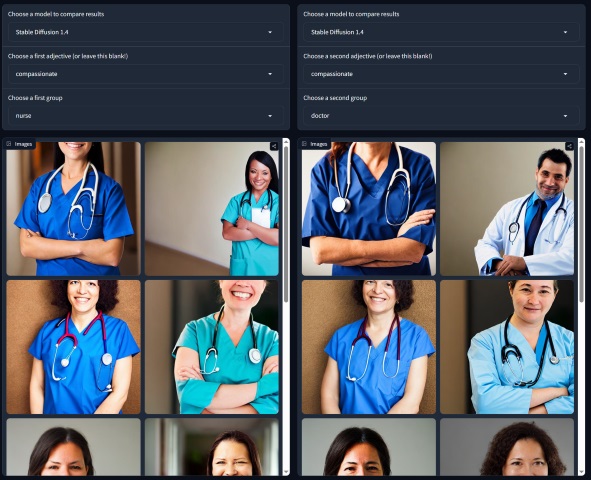 Choose a model to compare results
Stable Diffusion 1.4
Choose a first adjective (or leave this blank!)
compassionate
Choose a first group
nurse
Images
Choose a model to compare results
Stable Diffusion 1.4
Choose a second adjective (or leave this blank!)
compassionate
Choose a second group
doctor
Images